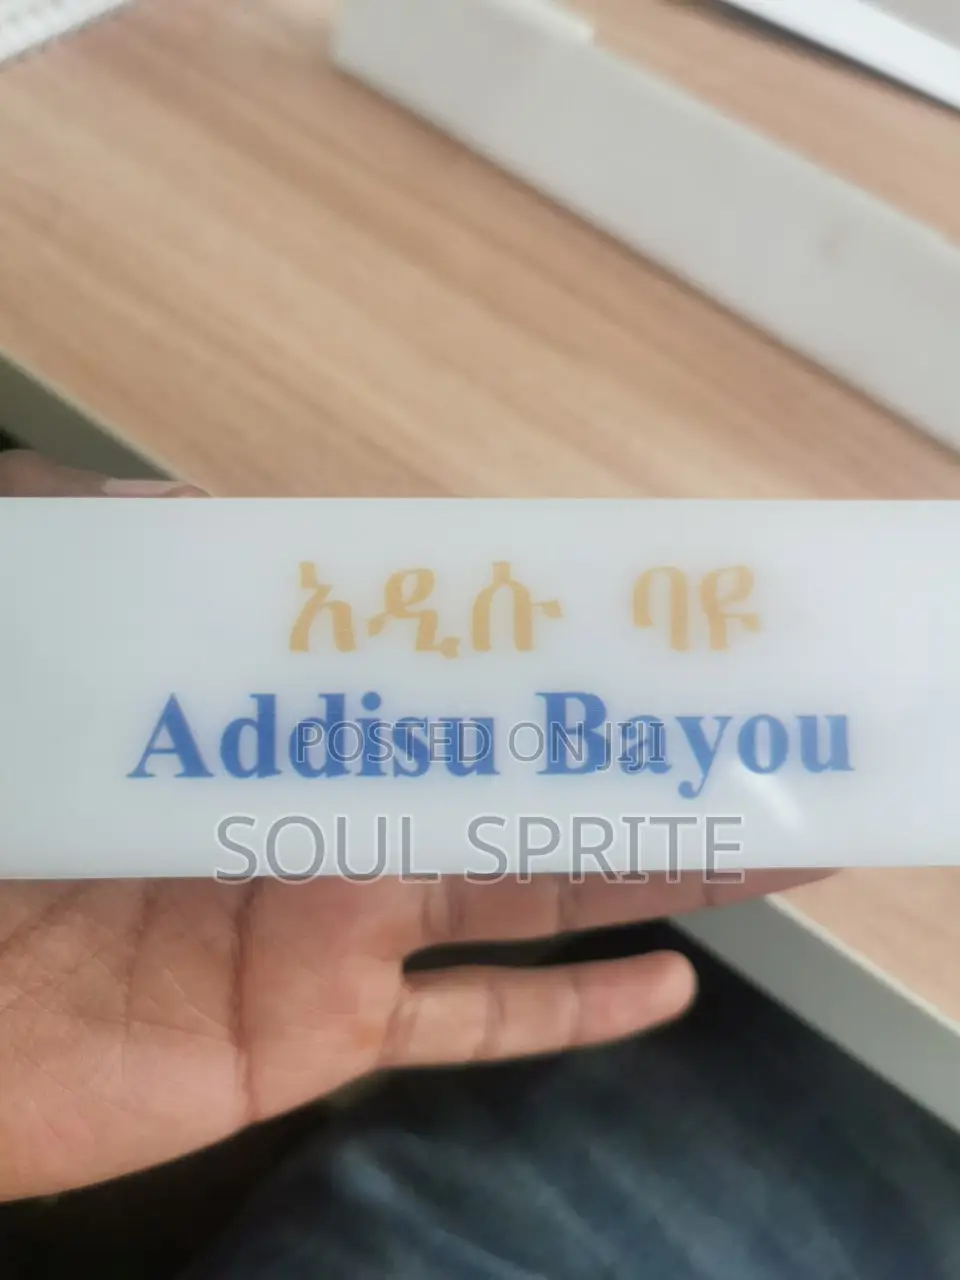 አዲሱ ባዩ
Addisu Bayou
POSTED ON
SOUL SPRITE